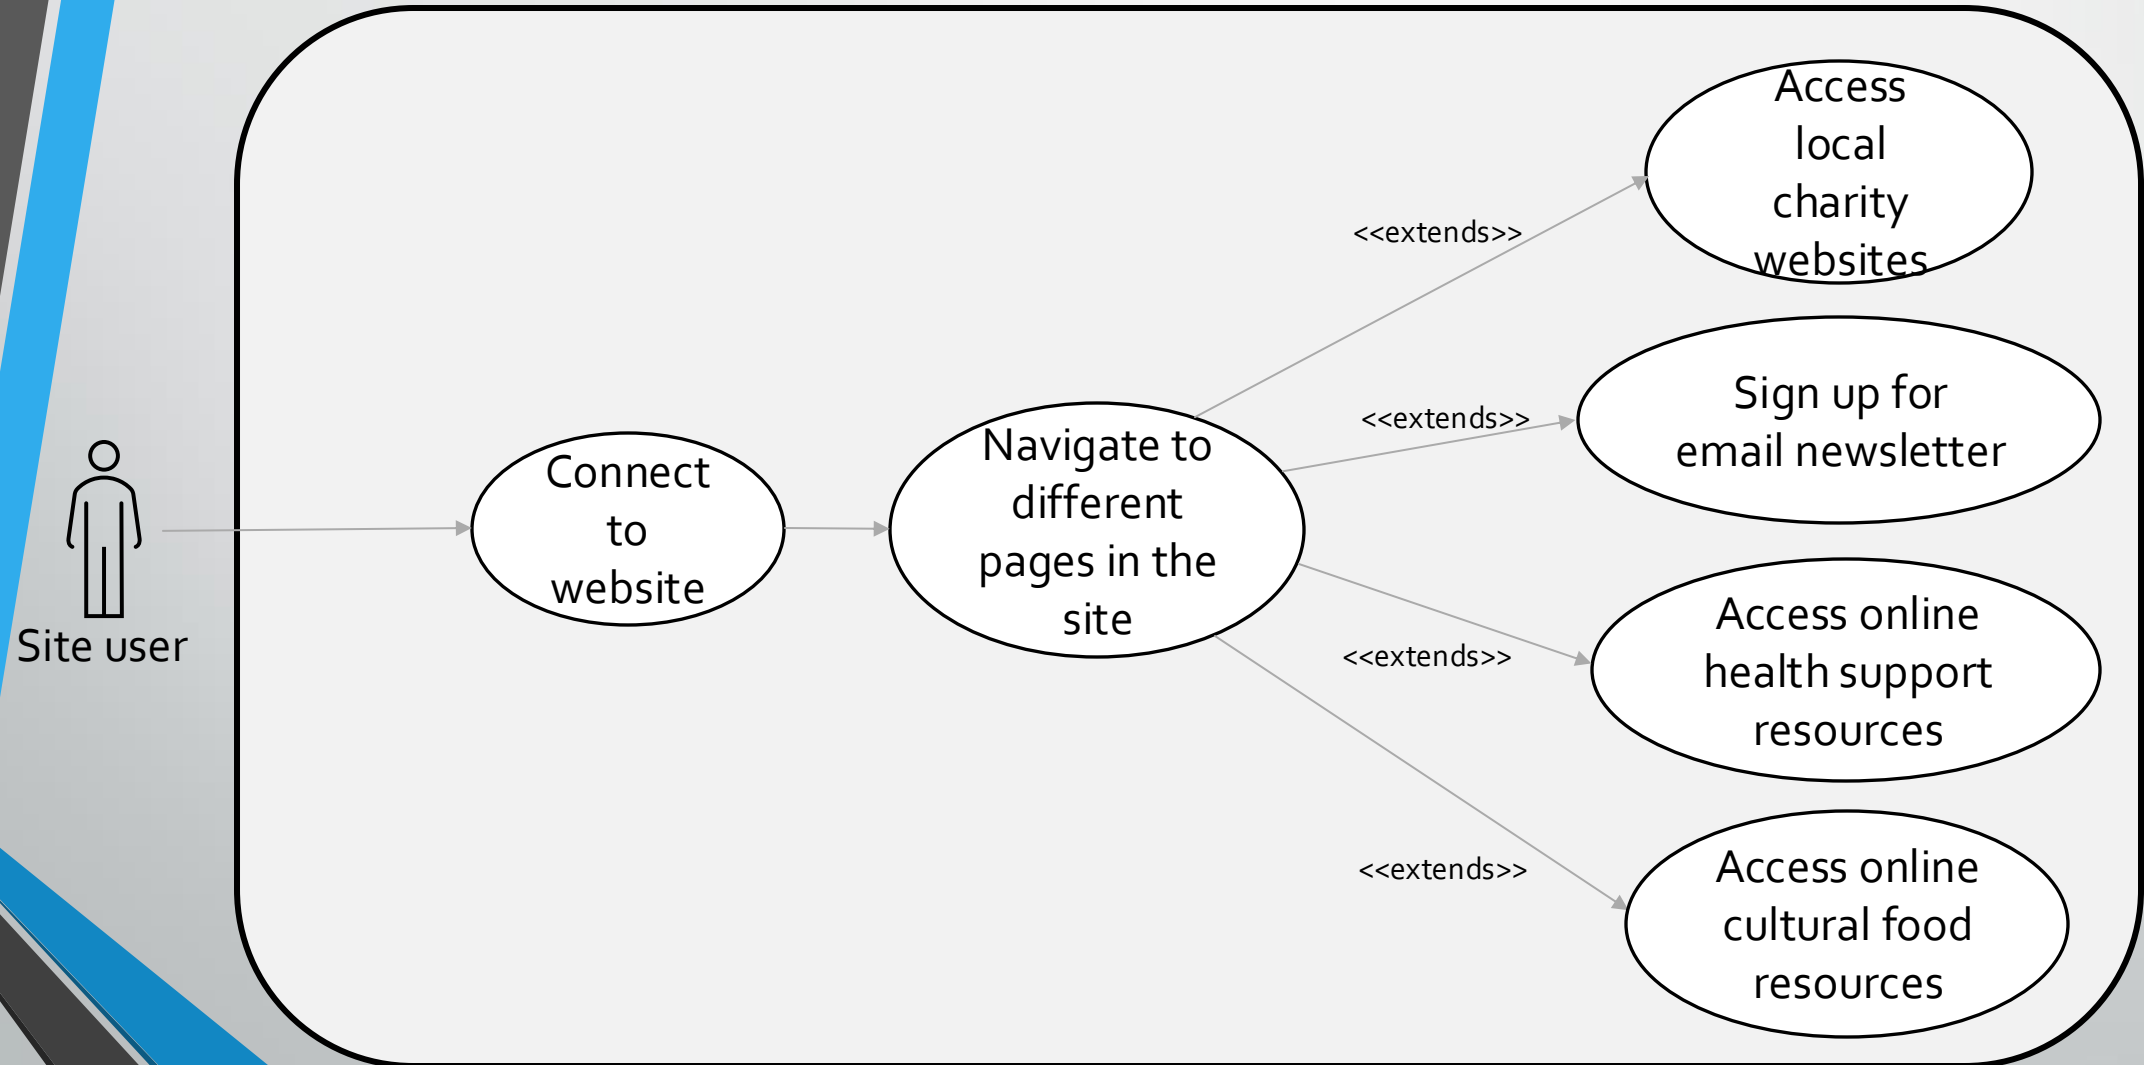 Site user
Connect
to
website
Navigate to
different
pages in the
site
<<extends>>
<<extends>>
<<extends>>
<<extends>>
Access
local
charity
websites
Sign up for
email newsletter
Access online
health support
resources
Access online
cultural food
resources